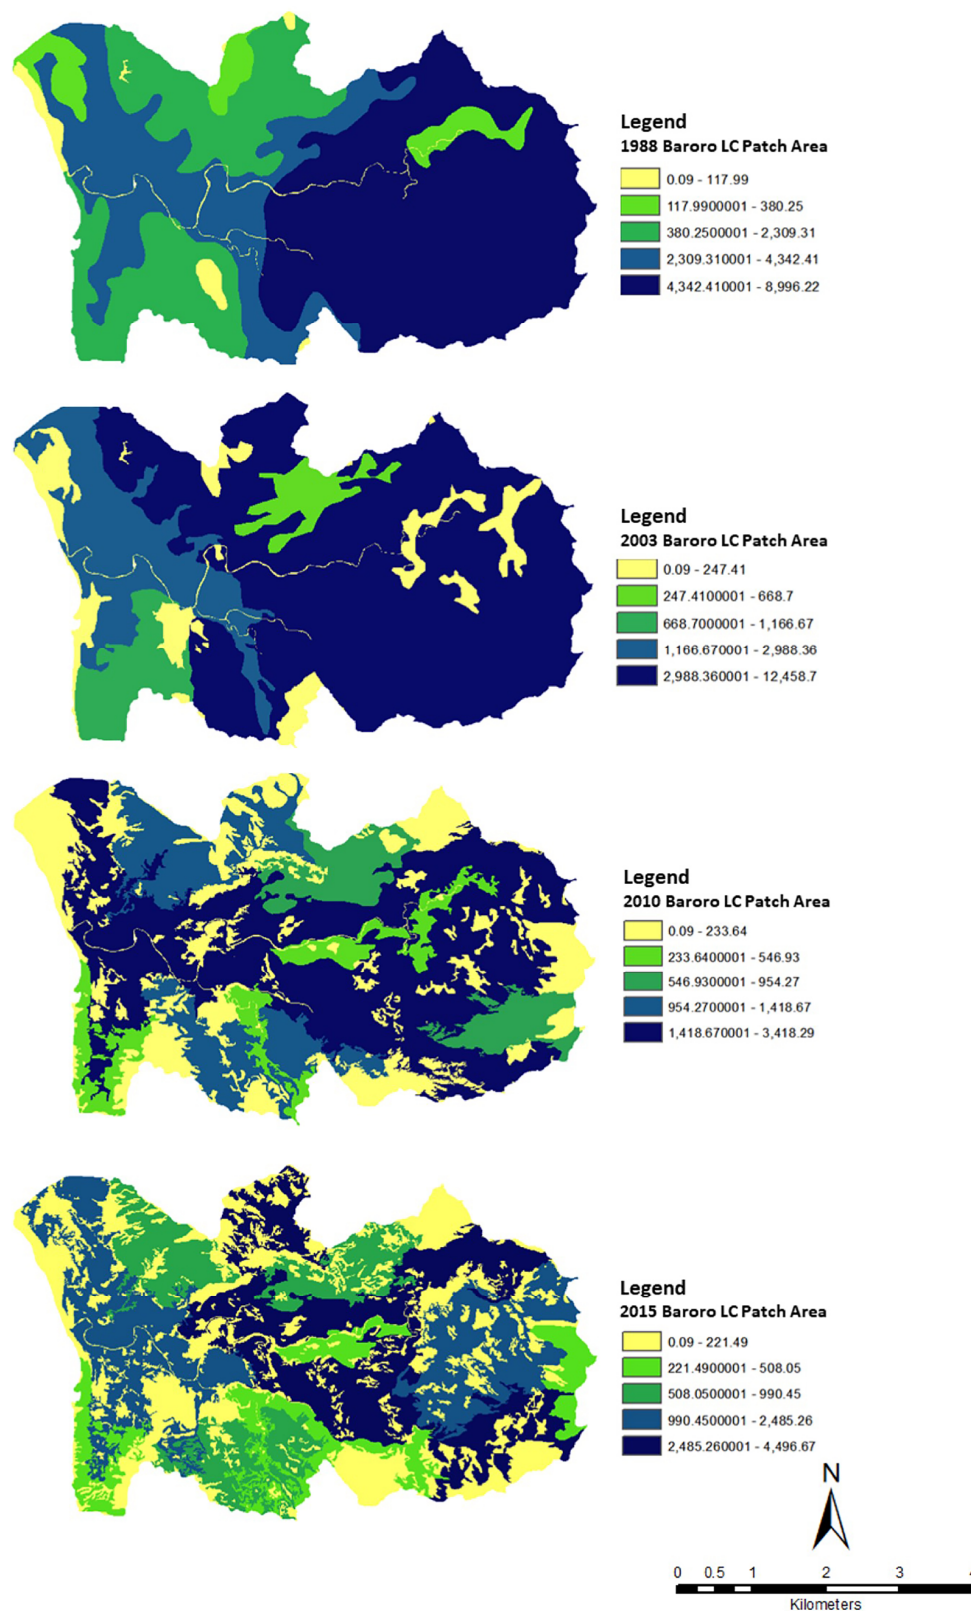 Legend
1988 Baroro LC Patch Area
0.09 - 117.99
117.9900001 - 380.25
380.2500001 - 2,309.31
2,309.310001 - 4,342.41
4,342.410001 - 8,996.22
Legend
2003 Baroro LC Patch Area
0.09 - 247.41
247.4100001 - 668.7
668.7000001 - 1,166.67
1,166.670001 - 2,988.36
2,988.360001 - 12,458.7
Legend
2010 Baroro LC Patch Area
0.09 - 233.64
233.6400001 - 546.93
546.9300001 - 954.27
954.2700001 - 1,418.67
1,418.670001 - 3,418.29
Legend
2015 Baroro LC Patch Area
0.09 - 221.49
221.4900001 - 508.05
508.0500001 - 990.45
990.4500001 - 2,485.26
2,485.260001 - 4,496.67
N
0 0.5 1 2 3 4
Kilometers